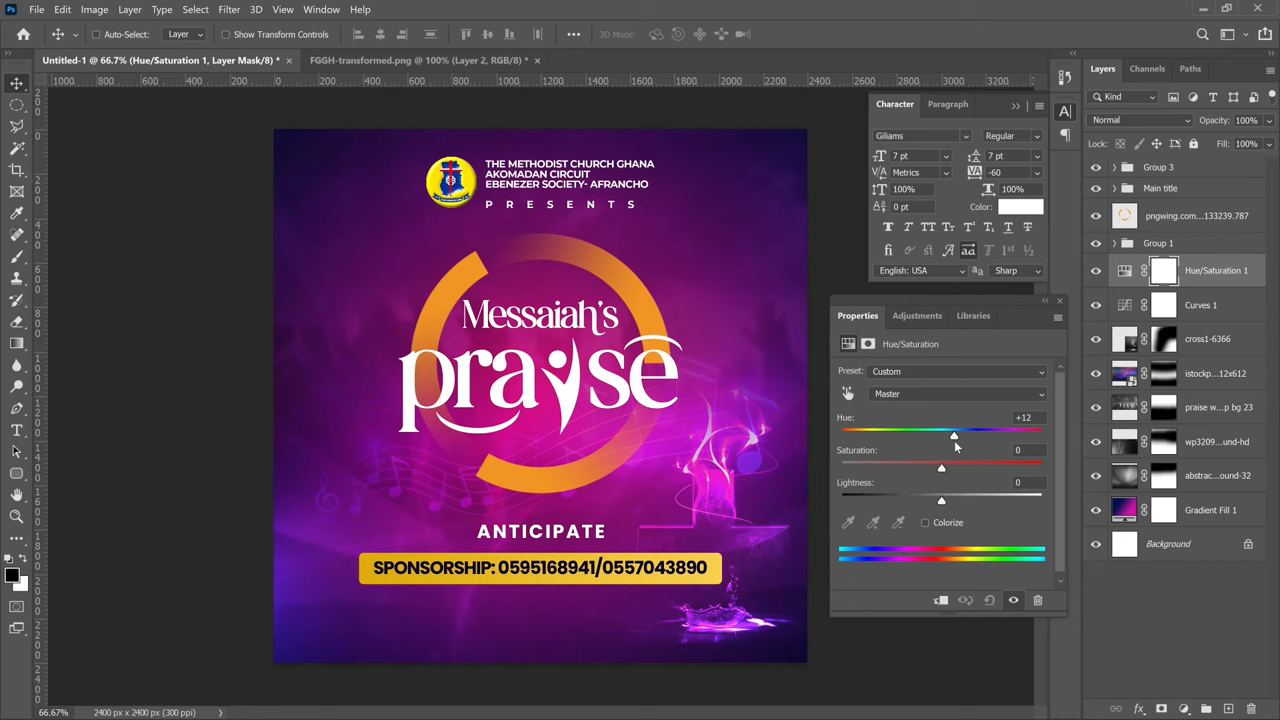 Ps File Edit Image Layer Type Select Filter 3D View Window Help
Auto-Select: Layer Show Transform Controls 3D Mode:
Untitled-1 @ 66.7% (Hue/Saturation 1, Layer Mask/8) * FGGH-transformed.png @ 100% (Layer 2, RGB/8) *
THE METHODIST CHURCH GHANA
AKOMADAN CIRCUIT
EBENEZER SOCIETY- AFRANCHO
PRESENTS
Messaiah's
praise
ANTICIPATE
SPONSORSHIP: 0595168941/0557043890
66.67% 2400 px x 2400 px (300 ppi)
Character Paragraph
Giliams Regular
7 pt 7 pt
Metrics -60
100% 100%
0 pt Color:
English: USA Sharp
Properties Adjustments Libraries
Hue/Saturation
Preset: Custom
Master
Hue: +12
Saturation: 0
Lightness: 0
Colorize
Layers Channels Paths
Kind
Normal Opacity: 100%
Lock: Fill: 100%
Group 3
Main title
pngwing.com...133239.787
Group 1
Hue/Saturation 1
Curves 1
cross1-6366
istockp...1x612
praise w...p bg 23
wp3209...und-hd
abstrac...ound-32
Gradient Fill 1
Background